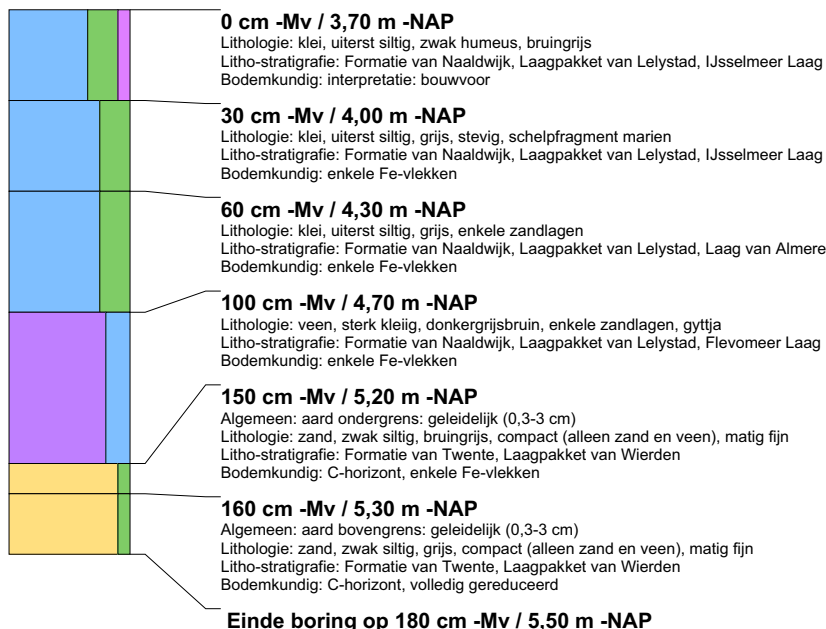 0 cm -Mv / 3,70 m -NAP
Lithologie: klei, uiterst siltig, zwak humeus, bruingrijs
Litho-stratigrafie: Formatie van Naaldwijk, Laagpakket van Lelystad, IJsselmeer Laag
Bodemkundig: interpretatie: bouwvoor
30 cm -Mv / 4,00 m -NAP
Lithologie: klei, uiterst siltig, grijs, stevig, schelpfragment marien
Litho-stratigrafie: Formatie van Naaldwijk, Laagpakket van Lelystad, IJsselmeer Laag
Bodemkundig: enkele Fe-vlekken
60 cm -Mv / 4,30 m -NAP
Lithologie: klei, uiterst siltig, grijs, enkele zandlagen
Litho-stratigrafie: Formatie van Naaldwijk, Laagpakket van Lelystad, Laag van Almere
Bodemkundig: enkele Fe-vlekken
100 cm -Mv / 4,70 m -NAP
Lithologie: veen, sterk kleiig, donkergrijsbruin, enkele zandlagen, gyttja
Litho-stratigrafie: Formatie van Naaldwijk, Laagpakket van Lelystad, Flevomeer Laag
Bodemkundig: enkele Fe-vlekken
150 cm -Mv / 5,20 m -NAP
Algemeen: aard ondergrens: geleidelijk (0,3-3 cm)
Lithologie: zand, zwak siltig, bruingrijs, compact (alleen zand en veen), matig fijn
Litho-stratigrafie: Formatie van Twente, Laagpakket van Wierden
Bodemkundig: C-horizont, enkele Fe-vlekken
160 cm -Mv / 5,30 m -NAP
Algemeen: aard bovengrens: geleidelijk (0,3-3 cm)
Lithologie: zand, zwak siltig, grijs, compact (alleen zand en veen), matig fijn
Litho-stratigrafie: Formatie van Twente, Laagpakket van Wierden
Bodemkundig: C-horizont, volledig gereduceerd
Einde boring op 180 cm -Mv / 5,50 m -NAP